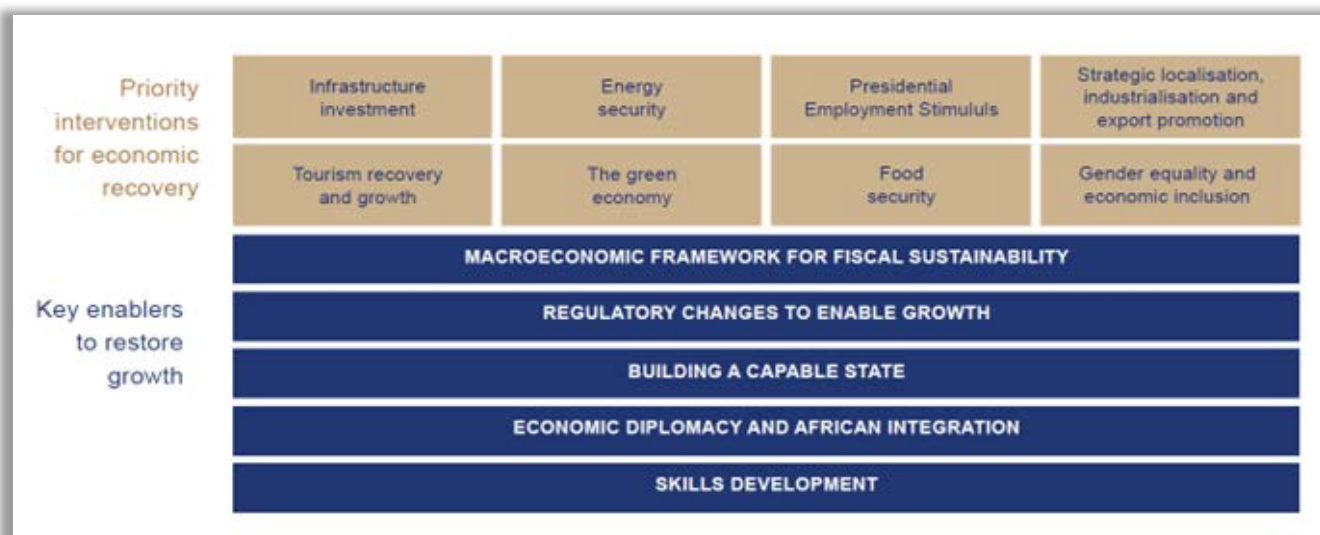 Priority
interventions
for economic
recovery
Infrastructure
investment
Energy
security
Presidential
Employment Stimululs
Strategic localisation,
industrialisation and
export promotion
Tourism recovery
and growth
The green
economy
Food
security
Gender equality and
economic inclusion
Key enablers
to restore
growth
MACROECONOMIC FRAMEWORK FOR FISCAL SUSTAINABILITY
REGULATORY CHANGES TO ENABLE GROWTH
BUILDING A CAPABLE STATE
ECONOMIC DIPLOMACY AND AFRICAN INTEGRATION
SKILLS DEVELOPMENT